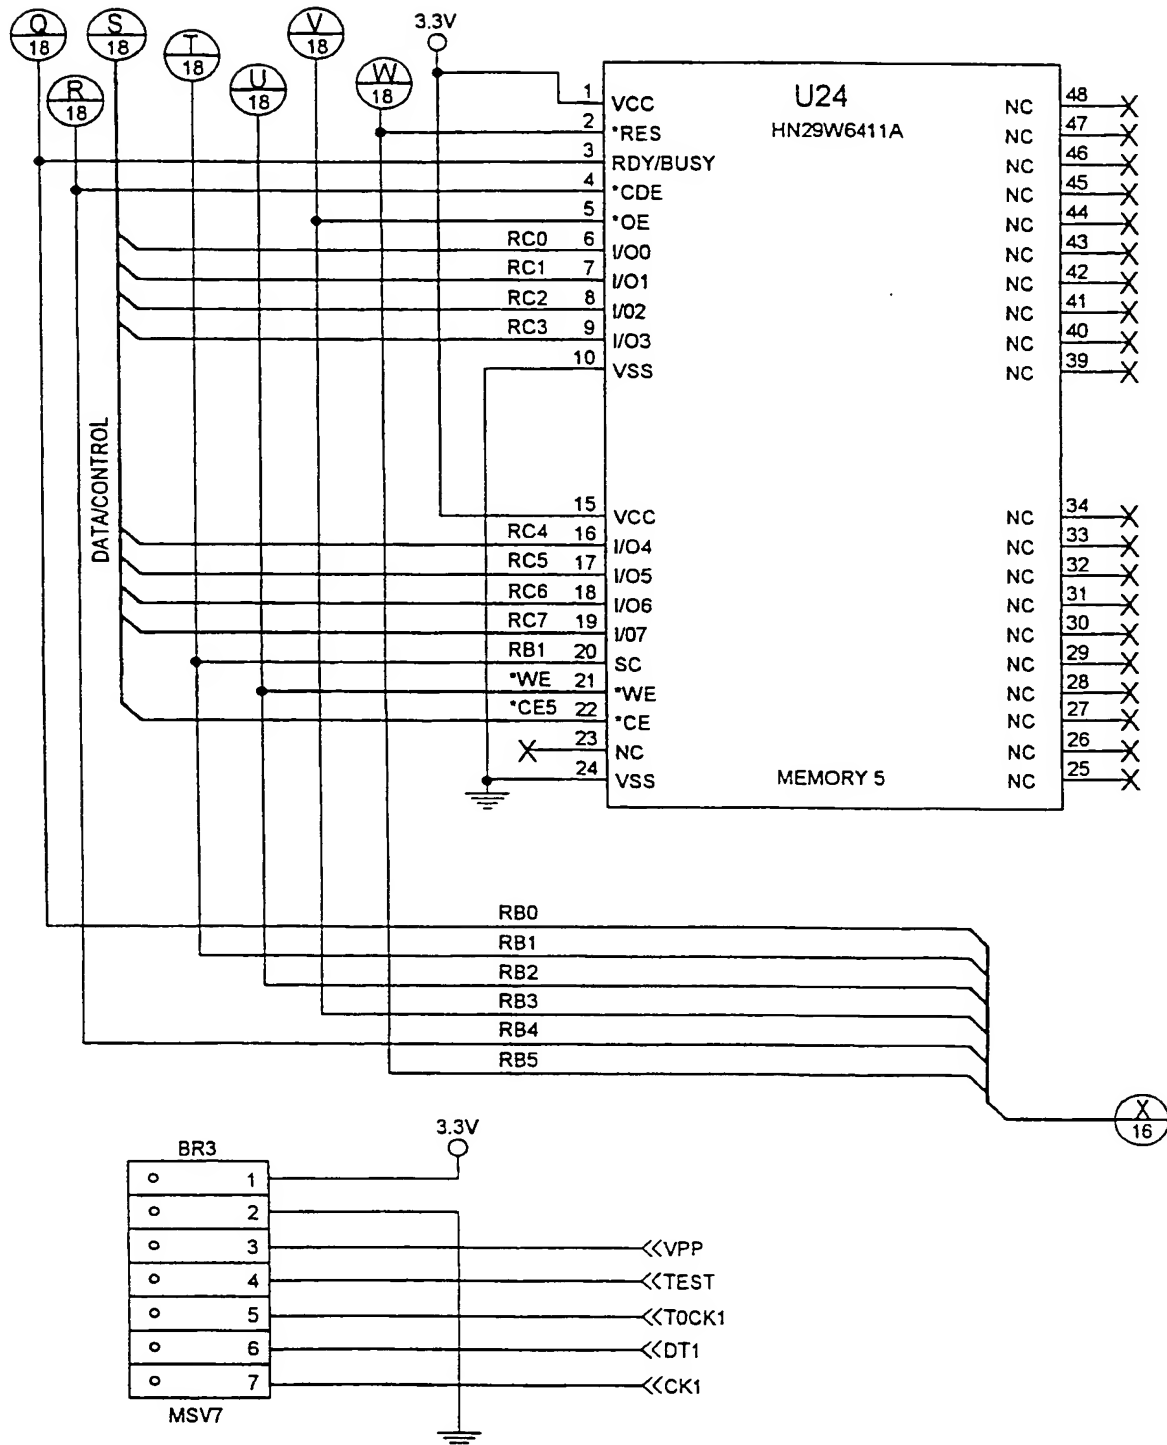 Q
18
S
18
T
18
V
18
3.3V
R
18
U
18
W
18
U24
HN29W6411A
1 VCC
2 *RES
3 RDY/BUSY
4 *CDE
5 *OE
RC0 6 I/O0
RC1 7 I/O1
RC2 8 I/02
RC3 9 I/O3
10 VSS
NC 48
NC 47
NC 46
NC 45
NC 44
NC 43
NC 42
NC 41
NC 40
NC 39
DATA/CONTROL
15 VCC
RC4 16 I/O4
RC5 17 I/O5
RC6 18 I/O6
RC7 19 I/07
RB1 20 SC
*WE 21 *WE
*CE5 22 *CE
23 NC
24 VSS
NC 34
NC 33
NC 32
NC 31
NC 30
NC 29
NC 28
NC 27
NC 26
NC 25
MEMORY 5
RB0
RB1
RB2
RB3
RB4
RB5
X
16
BR3
3.3V
1
2
3 <<VPP
4 <<TEST
5 <<T0CK1
6 <<DT1
7 <<CK1
MSV7